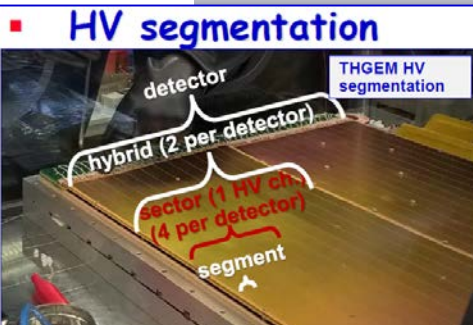 ▪ HV segmentation
THGEM HV
segmentation
detector
hybrid (2 per detector)
sector (1 HV ch.,
(4 per detector)
segment